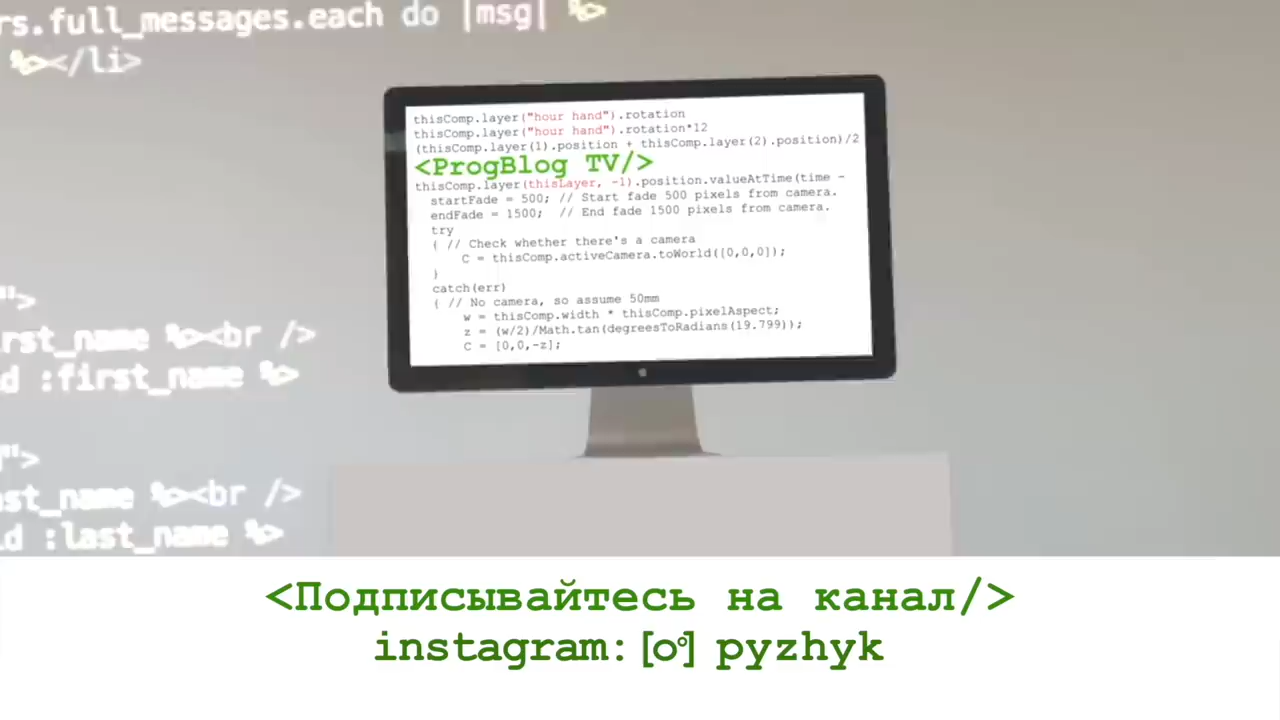 rs.full_messages.each do |msg| %>
%></li>
thisComp.layer("hour hand").rotation
thisComp.layer("hour hand").rotation*12
(thisComp.layer(1).position + thisComp.layer(2).position)/2
<ProgBlog TV/>
thisComp.layer(thisLayer, -1).position.valueAtTime(time -
startFade = 500; // Start fade 500 pixels from camera.
endFade = 1500; // End fade 1500 pixels from camera.
try
{ // Check whether there's a camera
C = thisComp.activeCamera.toWorld([0,0,0]);
}
catch(err)
{ // No camera, so assume 50mm
w = thisComp.width * thisComp.pixelAspect;
z = (w/2)/Math.tan(degreesToRadians(19.799));
C = [0,0,-z];
">
irst_name %><br />
d :first_name %>
">
ast_name %><br />
ld :last_name %>
<Подписывайтесь на канал/>
instagram: pyzhyk